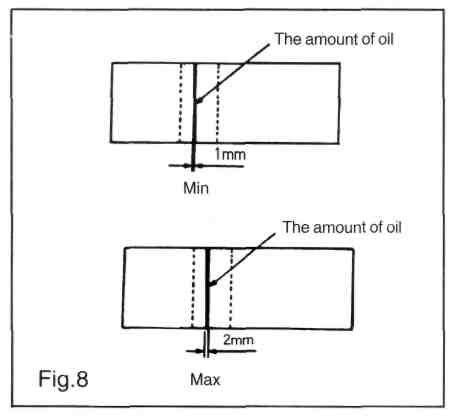 The amount of oil
1mm
Min
The amount of oil
2mm
Max
Fig.8